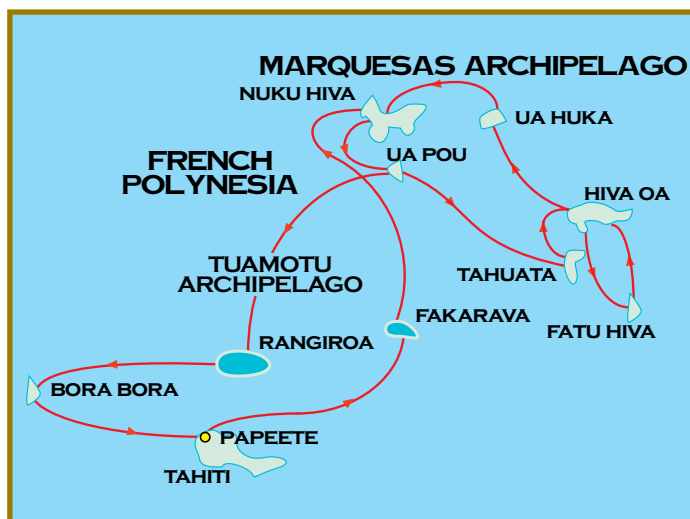 MARQUESAS ARCHIPELAGO
NUKU HIVA
UA HUKA
FRENCH
POLYNESIA
UA POU
HIVA OA
TUAMOTU
ARCHIPELAGO
TAHUATA
FATU HIVA
FAKARAVA
RANGIROA
BORA BORA
PAPEETE
TAHITI